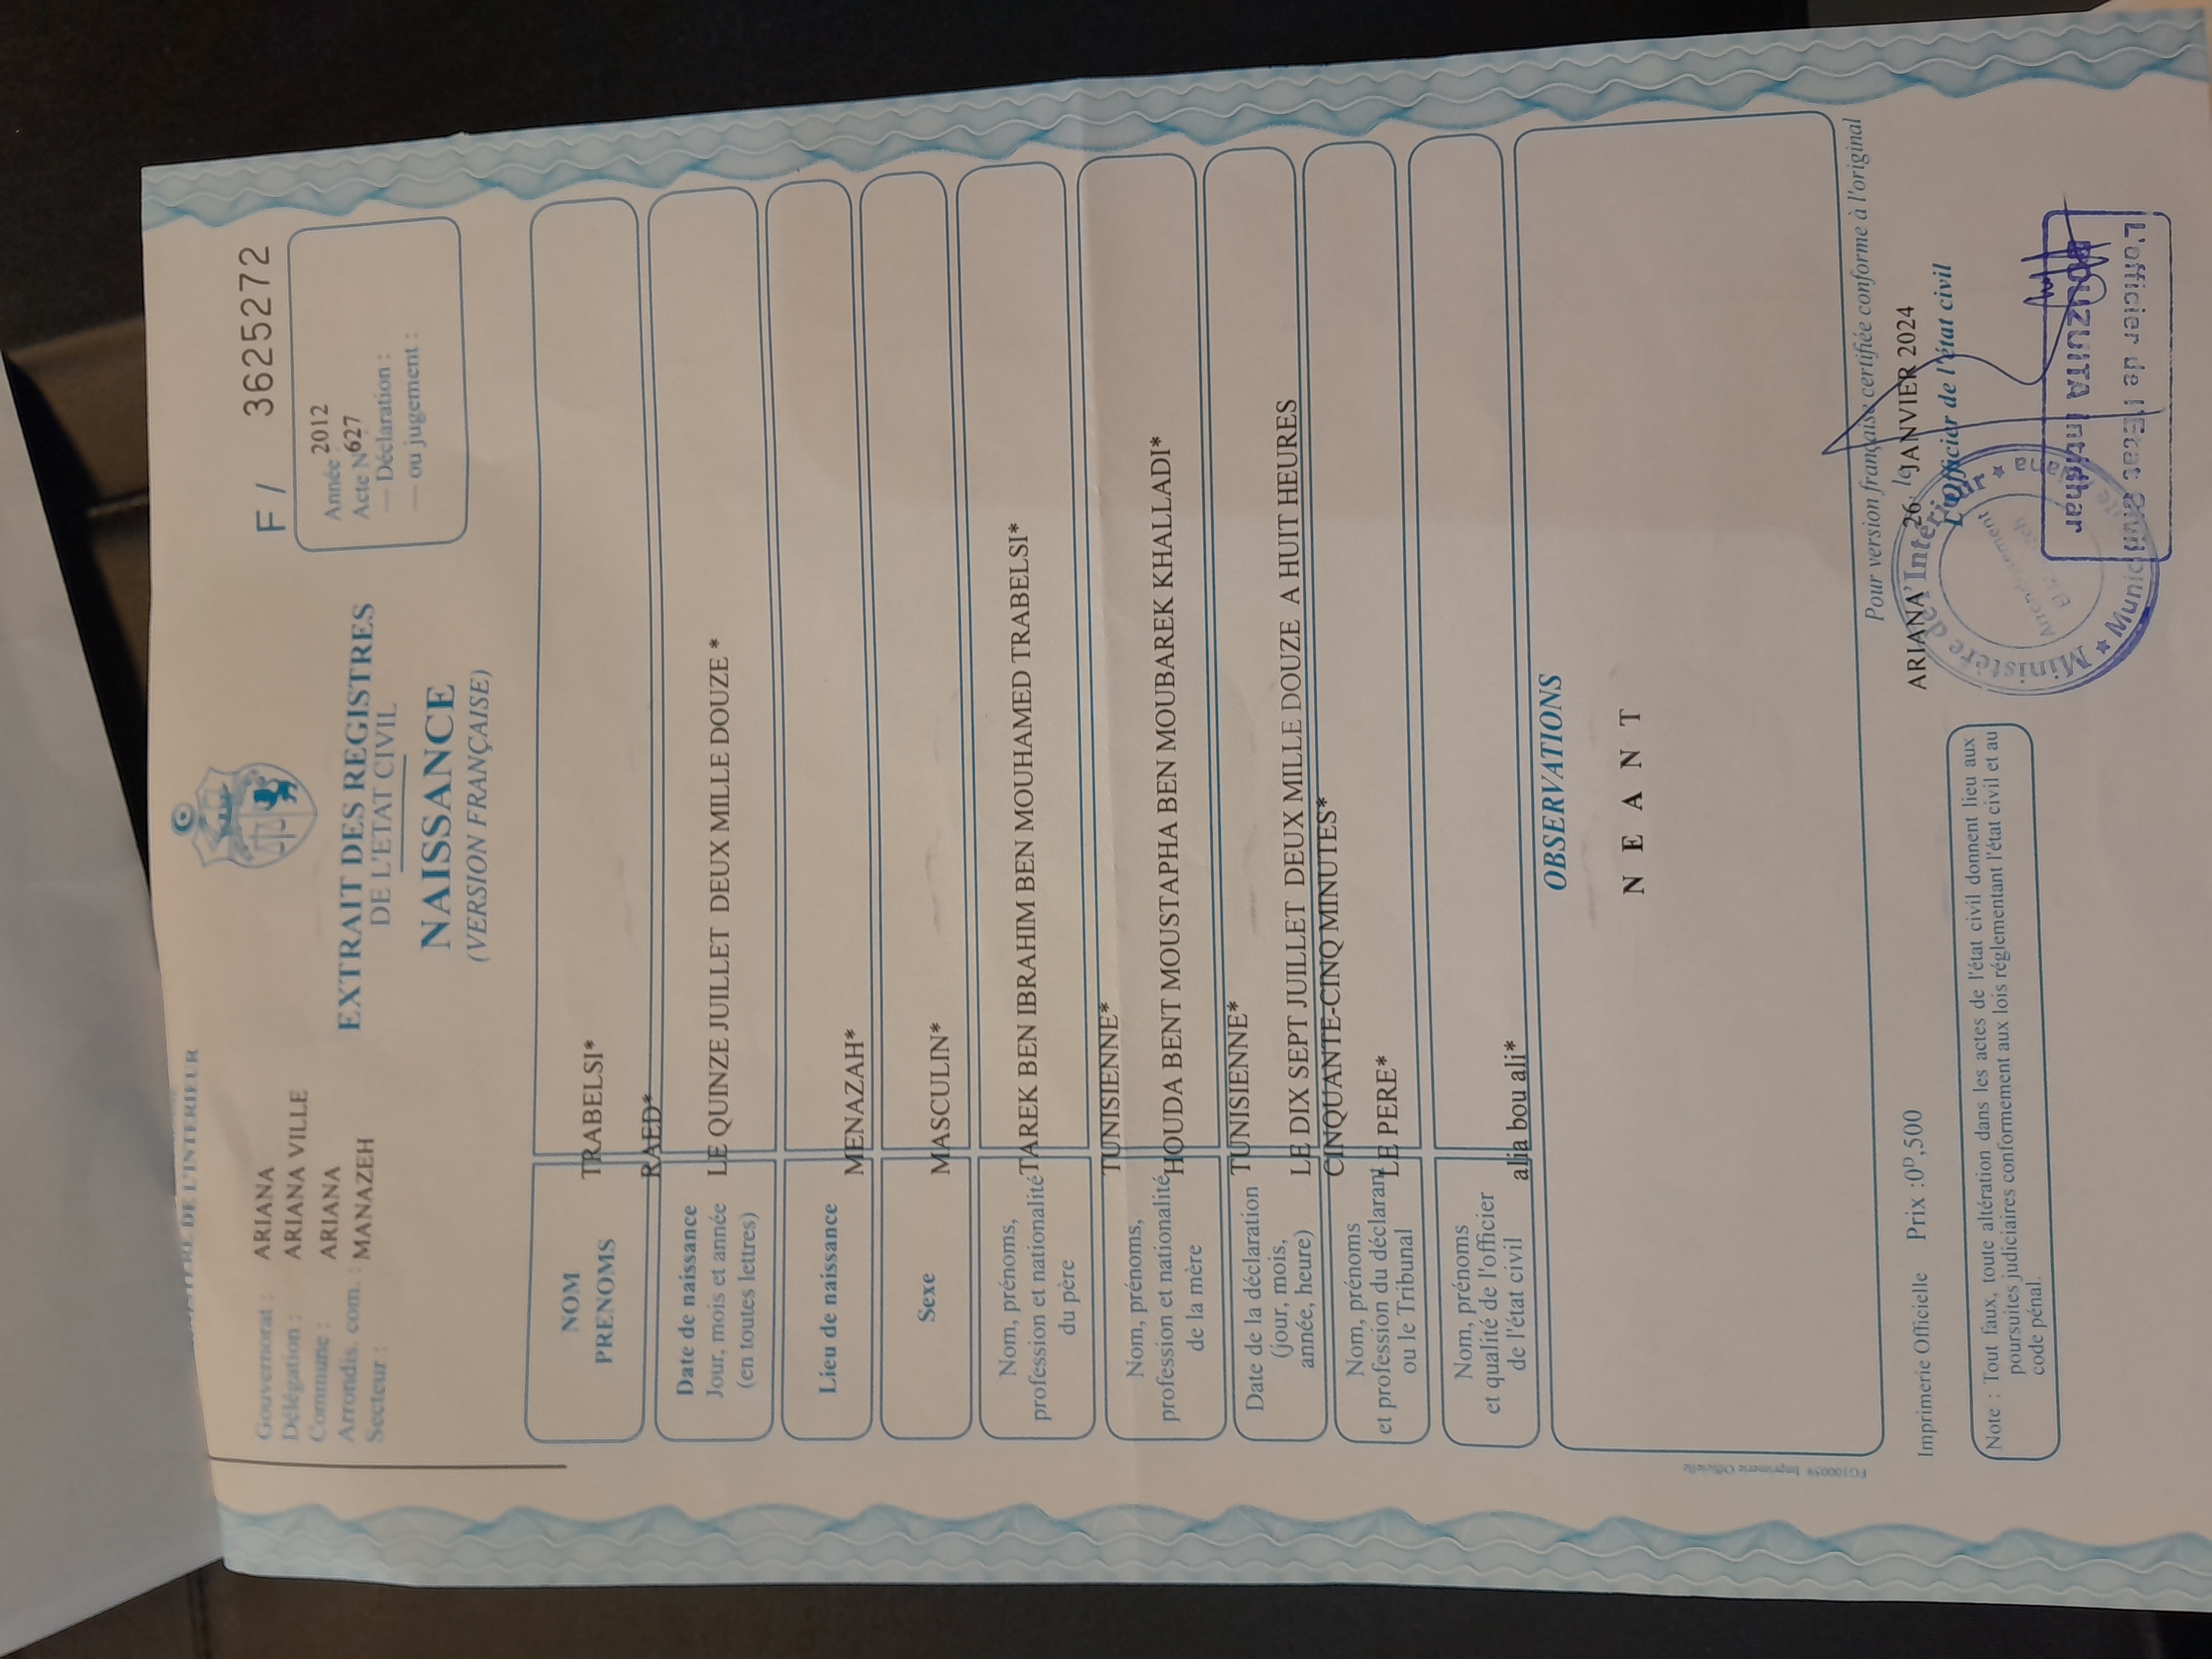 MINISTERE DE L'INTERIEUR
Gouvernorat : ARIANA
Délégation : ARIANA VILLE
Commune : ARIANA
Arrondis. com. :
Secteur : MANAZEH
F / 3625272
Année 2012
Acte N°627
— Déclaration :
— ou jugement :
EXTRAIT DES REGISTRES
DE L'ETAT CIVIL
NAISSANCE
(VERSION FRANÇAISE)
NOM TRABELSI*
PRENOMS RAED*
Date de naissance
Jour, mois et année LE QUINZE JUILLET DEUX MILLE DOUZE *
(en toutes lettres)
Lieu de naissance MENAZAH*
Sexe MASCULIN*
Nom, prénoms, TAREK BEN IBRAHIM BEN MOUHAMED TRABELSI*
profession et nationalité
du père TUNISIENNE*
Nom, prénoms, HOUDA BENT MOUSTAPHA BEN MOUBAREK KHALLADI*
profession et nationalité
de la mère TUNISIENNE*
Date de la déclaration
(jour, mois, LE DIX SEPT JUILLET DEUX MILLE DOUZE A HUIT HEURES
année, heure) CINQUANTE-CINQ MINUTES*
Nom, prénoms
et profession du déclarant LE PERE*
ou le Tribunal
Nom, prénoms
et qualité de l'officier
de l'état civil alia bou ali*
OBSERVATIONS
N E A N T
FG100059 Imprimerie Officielle
Pour version française certifiée conforme à l'original
Imprimerie Officielle Prix :0ᴰ,500
ARIANA, le 26 JANVIER 2024
L'Officier de l'état civil
Note : Tout faux, toute altération dans les actes de l'état civil donnent lieu aux
poursuites judiciaires conformement aux lois réglementant l'état civil et au
code pénal.
Ministère de l'Intérieur
BOUZUITA Intidhar
L'officier de l'Etat Civil